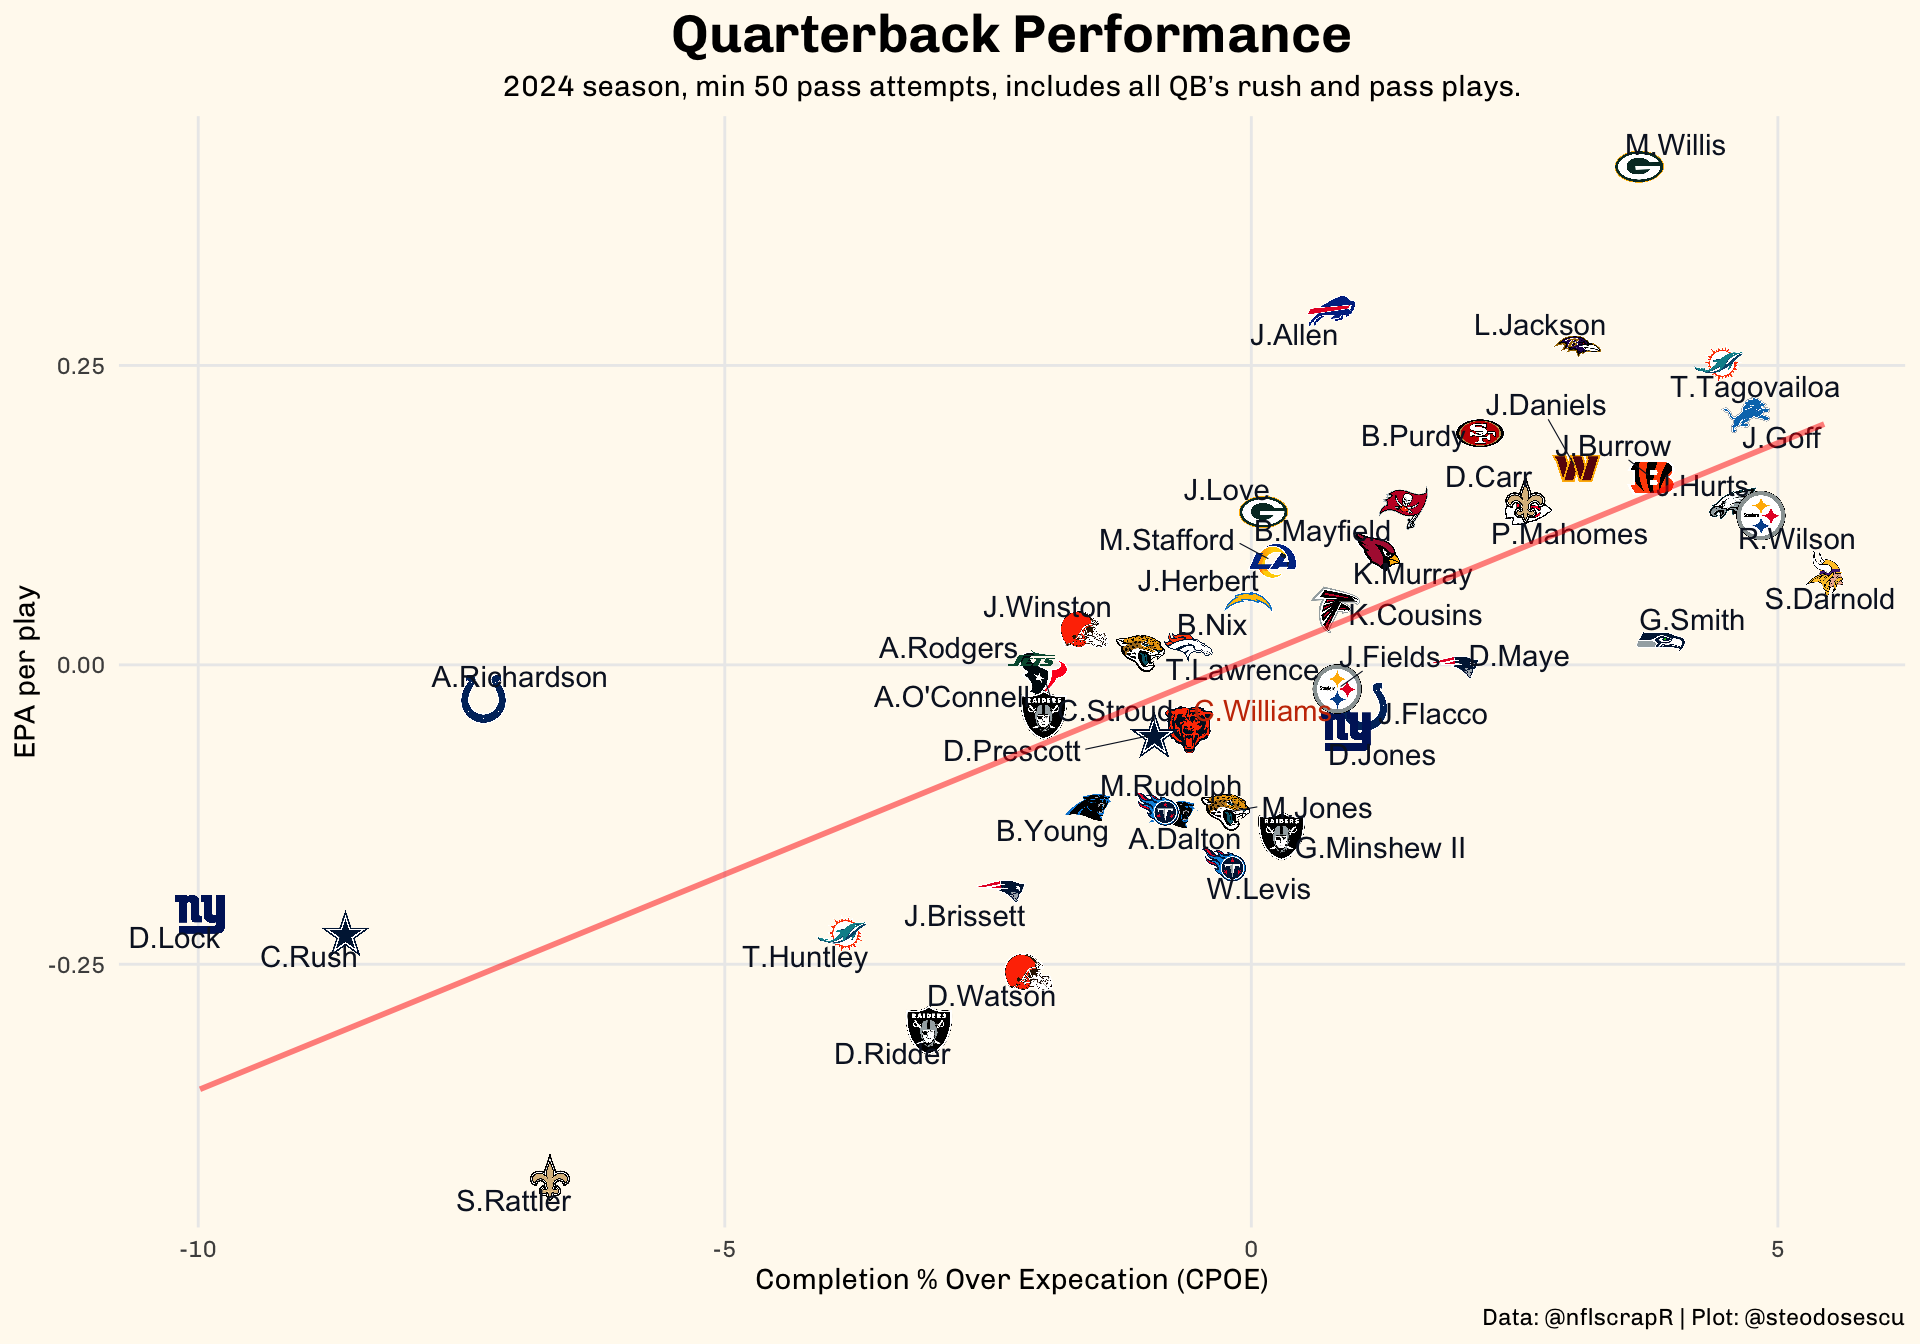 Quarterback Performance
2024 season, min 50 pass attempts, includes all QB's rush and pass plays.
M.Willis
J.Allen
L.Jackson
0.25
T.Tagovailoa
J.Daniels
B.Purdy
J.Burrow
J.Goff
D.Carr
J.Hurts
J.Love
B.Mayfield
P.Mahomes
M.Stafford
R.Wilson
K.Murray
J.Herbert
S.Darnold
J.Winston
K.Cousins
G.Smith
B.Nix
A.Rodgers
J.Fields
D.Maye
0.00
T.Lawrence
A.Richardson
A.O'Connell
C.Stroud
C.Williams
J.Flacco
D.Prescott
D.Jones
M.Rudolph
M.Jones
B.Young
A.Dalton
G.Minshew II
W.Levis
J.Brissett
D.Lock
C.Rush
T.Huntley
-0.25
D.Watson
D.Ridder
S.Rattler
EPA per play
-10
-5
0
5
Completion % Over Expecation (CPOE)
Data: @nflscrapR | Plot: @steodosescu